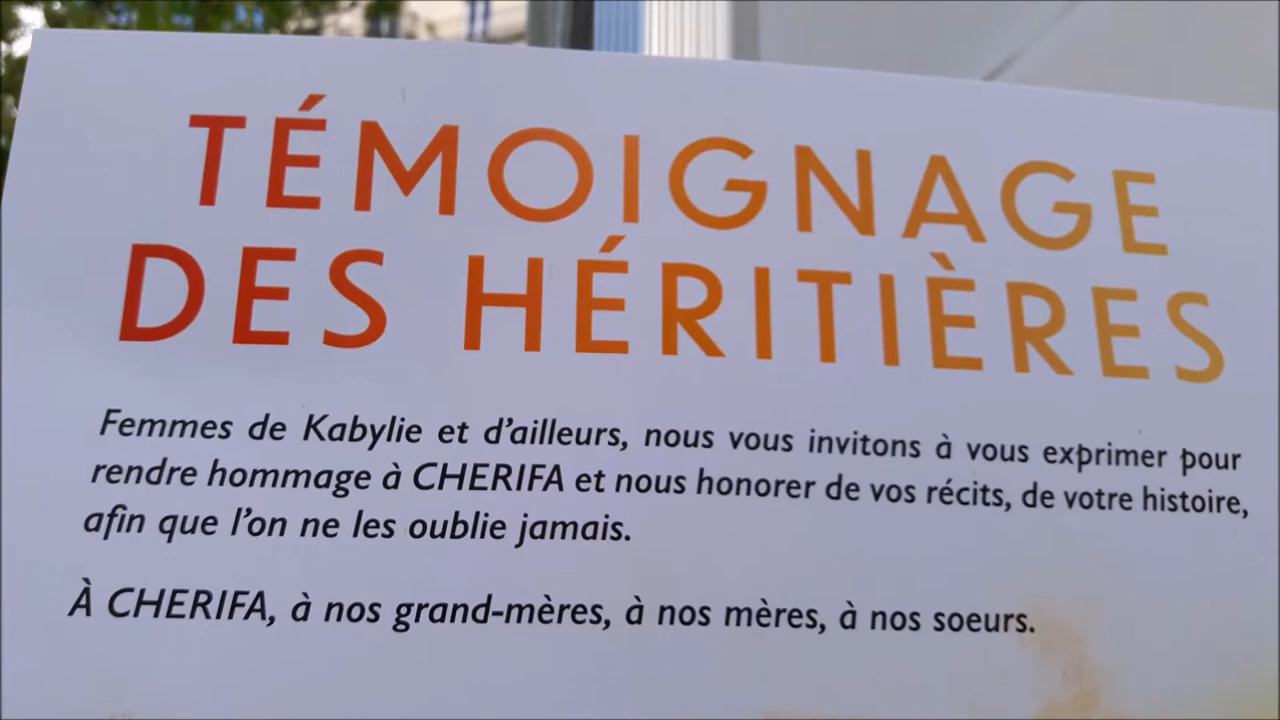 TÉMOIGNAGE
DES HÉRITIÈRES
Femmes de Kabylie et d'ailleurs, nous vous invitons à vous exprimer pour
rendre hommage à CHERIFA et nous honorer de vos récits, de votre histoire,
afin que l'on ne les oublie jamais.
À CHERIFA, à nos grand-mères, à nos mères, à nos soeurs.